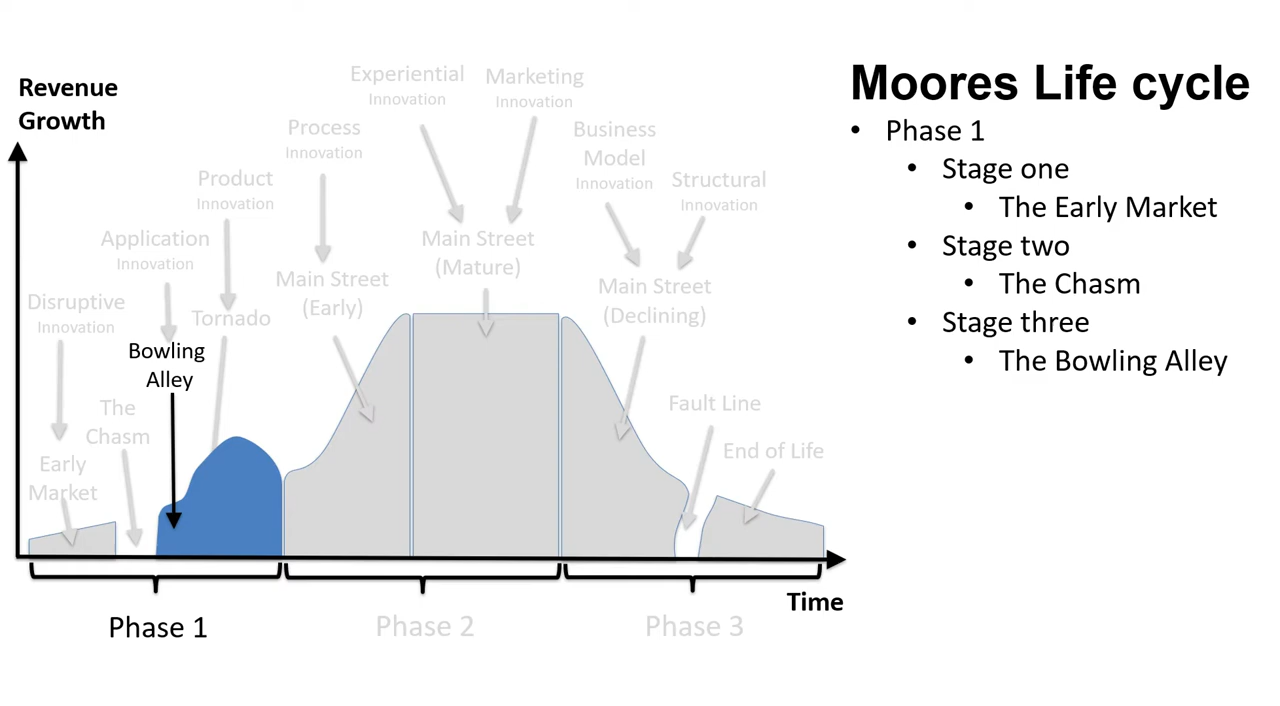 Moores Life cycle
• Phase 1
• Stage one
• The Early Market
• Stage two
• The Chasm
• Stage three
• The Bowling Alley
Revenue
Growth
Experiential
Innovation
Marketing
Innovation
Process
Innovation
Business
Model
Innovation
Product
Innovation
Structural
Innovation
Application
Innovation
Main Street
(Mature)
Main Street
(Early)
Main Street
(Declining)
Disruptive
Innovation
Tornado
Bowling
Alley
The
Chasm
Fault Line
End of Life
Early
Market
Time
Phase 1
Phase 2
Phase 3